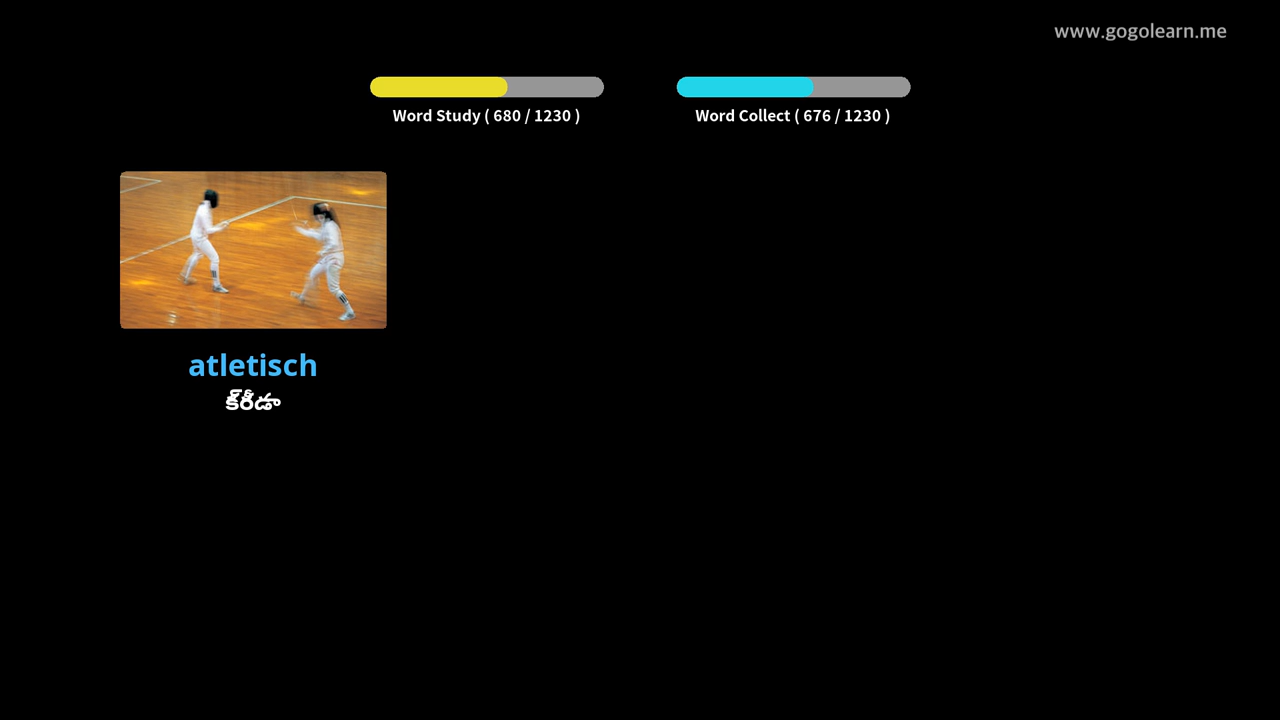 www.gogolearn.me
Word Study ( 680 / 1230 )
Word Collect ( 676 / 1230 )
atletisch
క్రీడా